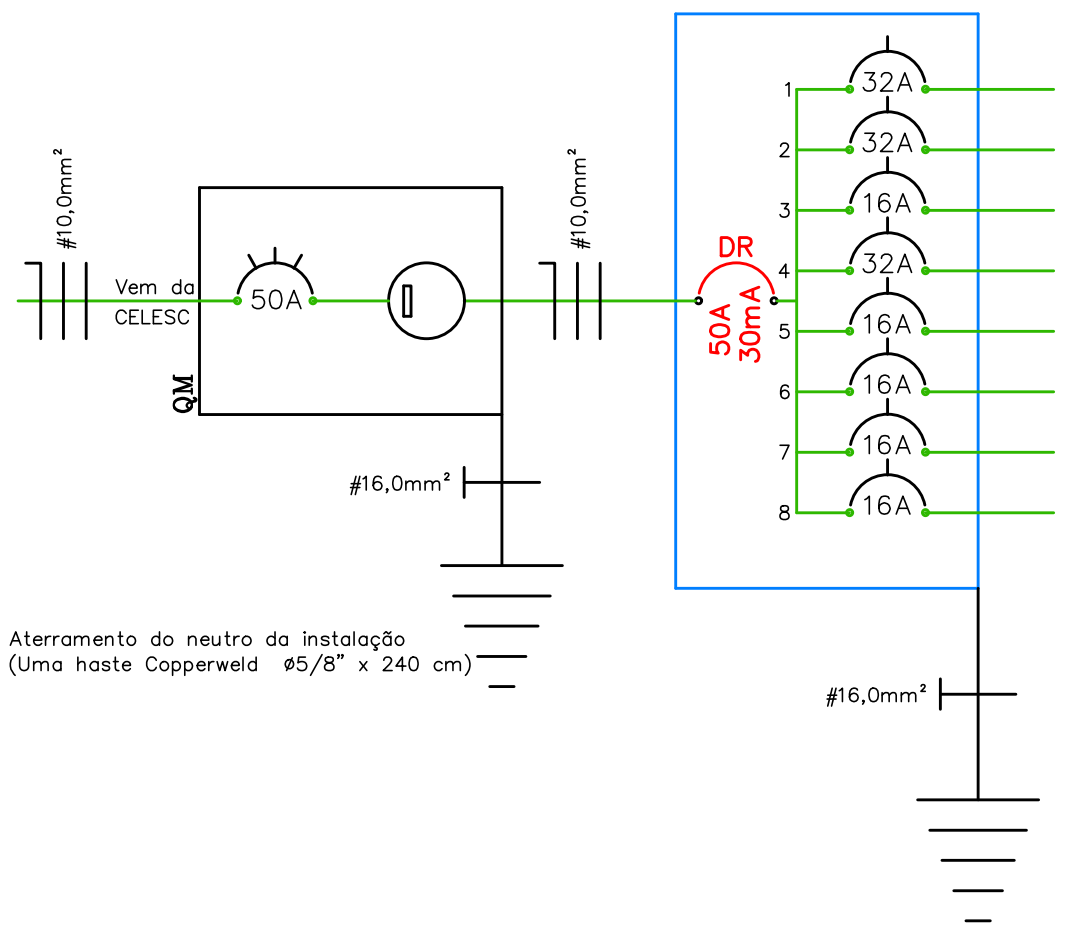 #10,0mm²
Vem da
CELESC
50A
QM
#16,0mm²
Aterramento do neutro da instalação
(Uma haste Copperweld ø5/8" x 240 cm)
#10,0mm²
DR
50A
30mA
1 32A
2 32A
3 16A
4 32A
5 16A
6 16A
7 16A
8 16A
#16,0mm²